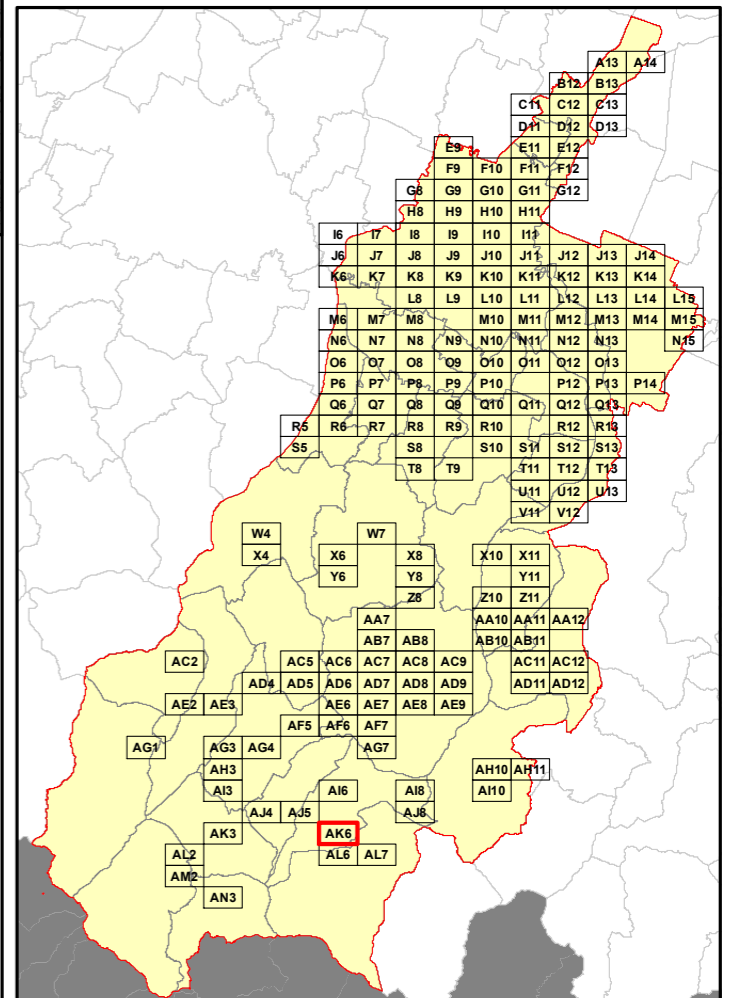 A13 A14
B12 B13
C11 C12 C13
D11 D12 D13
E9 E11 E12
F9 F10 F11 F12
G8 G9 G10 G11 G12
H8 H9 H10 H11
I6 I7 I8 I9 I10 I11
J6 J7 J8 J9 J10 J11 J12 J13 J14
K6 K7 K8 K9 K10 K11 K12 K13 K14
L8 L9 L10 L11 L12 L13 L14 L15
M6 M7 M8 M10 M11 M12 M13 M14 M15
N6 N7 N8 N9 N10 N11 N12 N13 N15
O6 O7 O8 O9 O10 O11 O12 O13
P6 P7 P8 P9 P10 P12 P13 P14
Q6 Q7 Q8 Q9 Q10 Q11 Q12 Q13
R5 R6 R7 R8 R9 R10 R12 R13
S5 S8 S10 S11 S12 S13
T8 T9 T11 T12 T13
U11 U12 U13
V11 V12
W4 W7
X4 X6 X8 X10 X11
Y6 Y8 Y11
Z8 Z10 Z11
AA7 AA10 AA11 AA12
AB7 AB8 AB10 AB11
AC2 AC5 AC6 AC7 AC8 AC9 AC11 AC12
AD4 AD5 AD6 AD7 AD8 AD9 AD11 AD12
AE2 AE3 AE6 AE7 AE8 AE9
AF5 AF6 AF7
AG1 AG3 AG4 AG7
AH3 AH10 AH11
AI3 AI6 AI8 AI10
AJ4 AJ5 AJ8
AK3 AK6
AL2 AL6 AL7
AM2
AN3